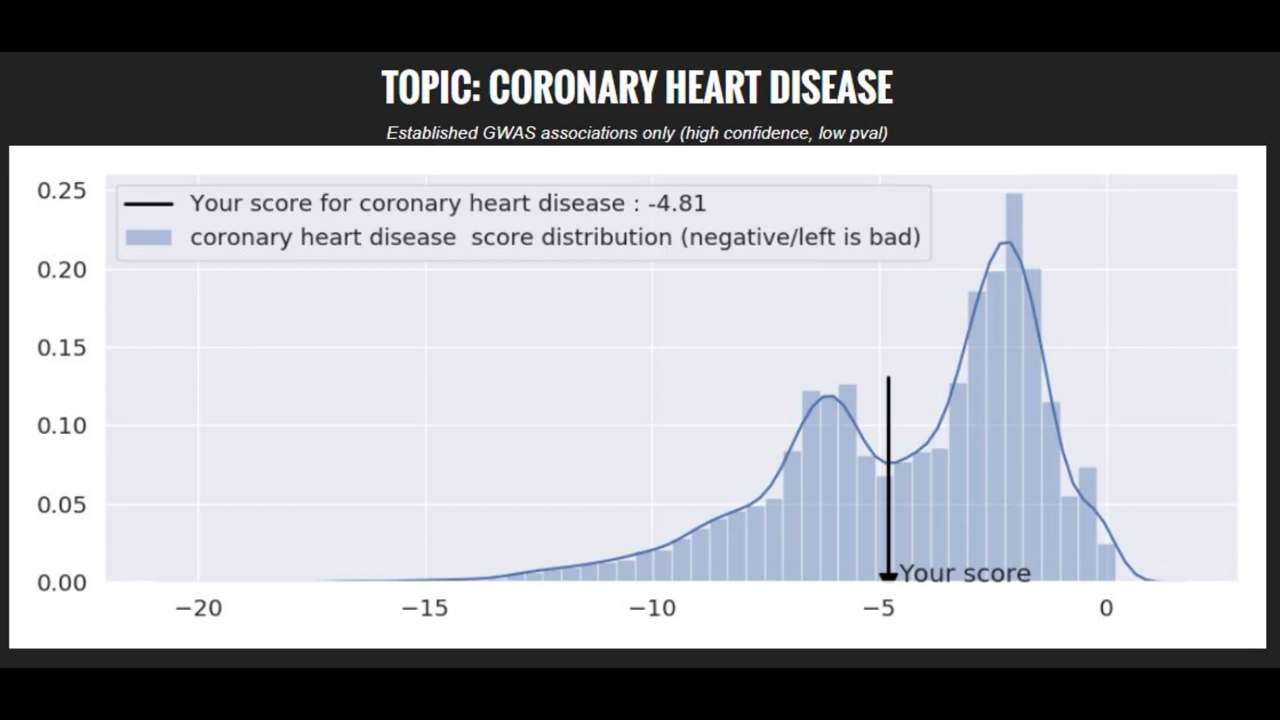 TOPIC: CORONARY HEART DISEASE
Established GWAS associations only (high confidence, low pval)
Your score for coronary heart disease : -4.81
coronary heart disease  score distribution (negative/left is bad)
0.25
0.20
0.15
0.10
0.05
0.00
Your score
−20 −15 −10 −5 0